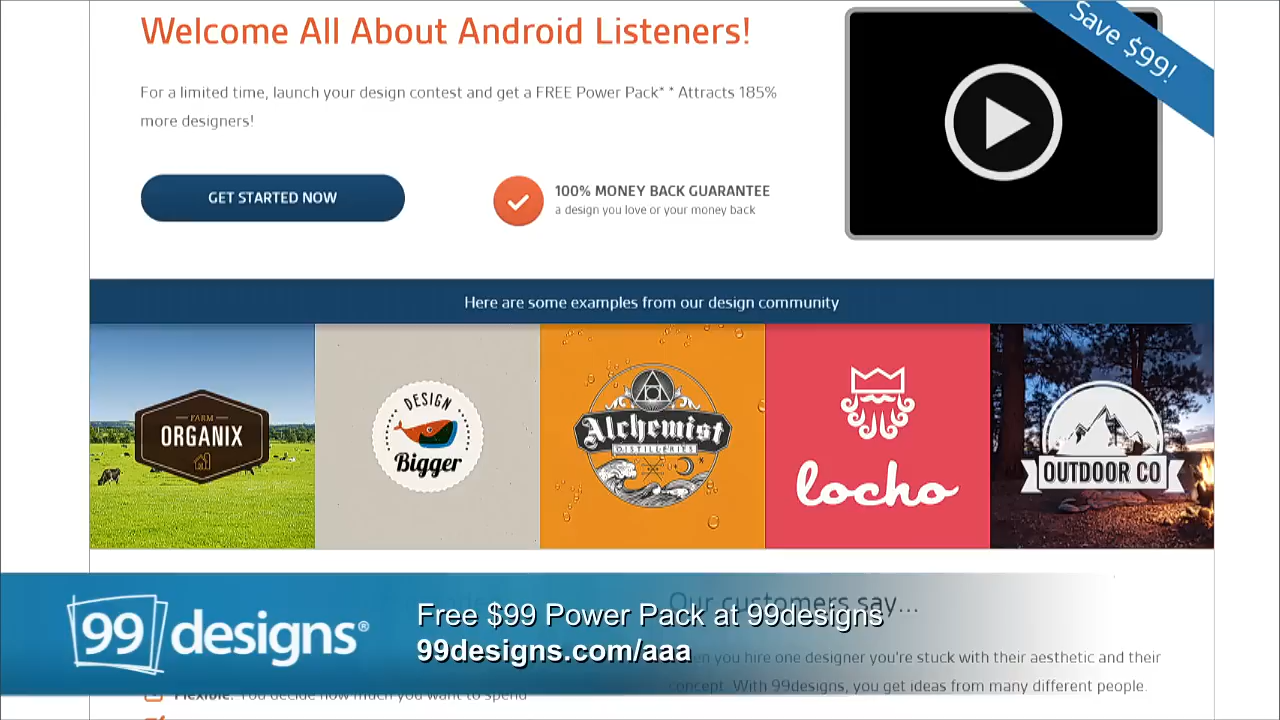 Welcome All About Android Listeners!
Save $99!
For a limited time, launch your design contest and get a FREE Power Pack* * Attracts 185%
more designers!
GET STARTED NOW
100% MONEY BACK GUARANTEE
a design you love or your money back
Here are some examples from our design community
FARM
ORGANIX
DESIGN
Bigger
Alchemist
DISTILLERIES
locho
OUTDOOR CO
Our customers say...
99designs®
Free $99 Power Pack at 99designs
99designs.com/aaa
you hire one designer you're stuck with their aesthetic and their
concept. With 99designs, you get ideas from many different people.
Flexible. You decide how much you want to spend